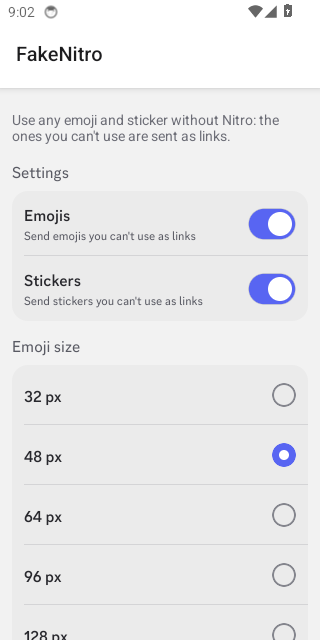 9:02
FakeNitro
Use any emoji and sticker without Nitro: the
ones you can't use are sent as links.
Settings
Emojis
Send emojis you can't use as links
Stickers
Send stickers you can't use as links
Emoji size
32 px
48 px
64 px
96 px
128 px